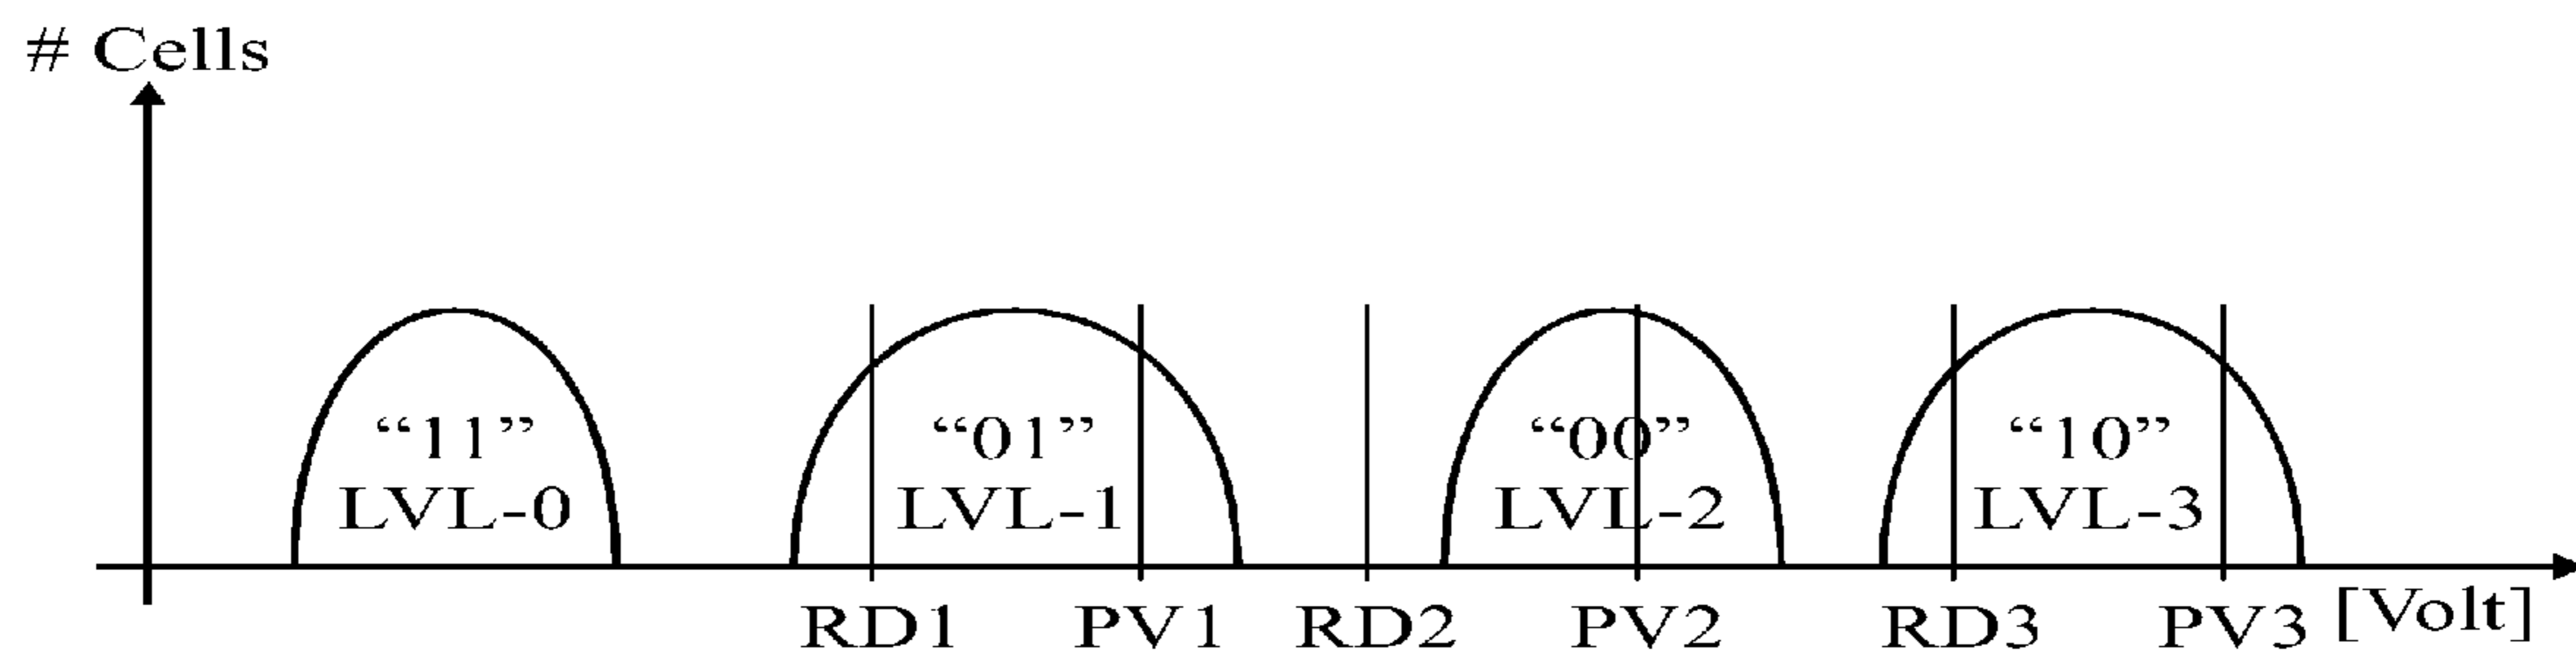 # Cells
“11” “01” “00” “10”
LVL-0 LVL-1 LVL-2 LVL-3
RD1 PV1 RD2 PV2 RD3 PV3 [Volt]